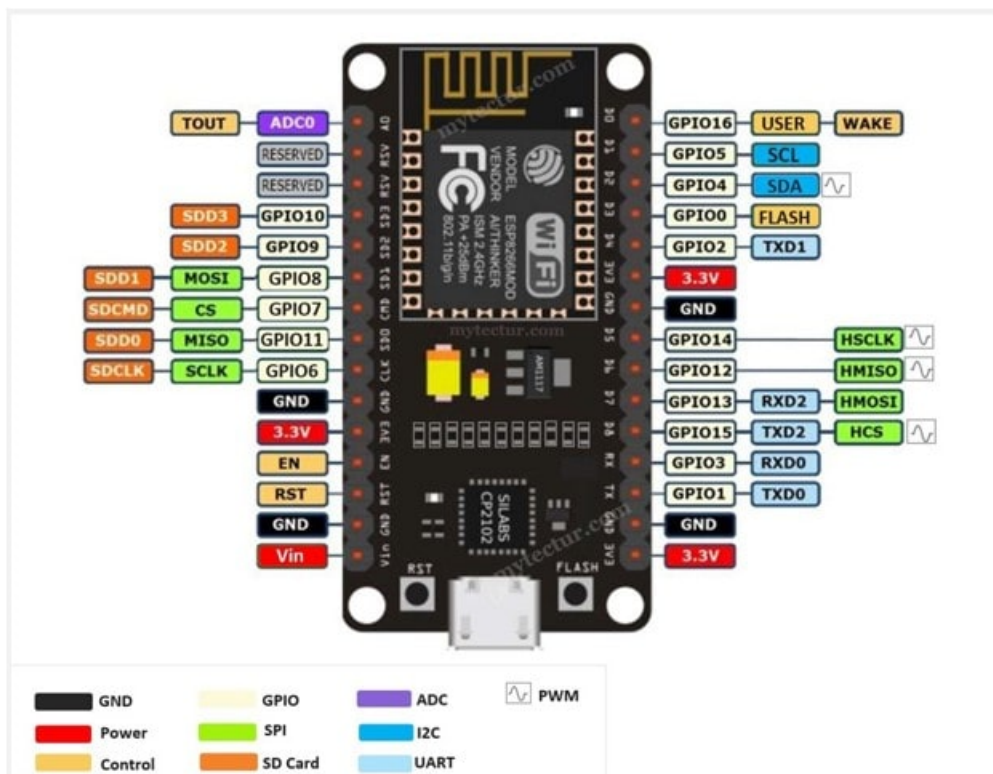 TOUT ADC0 A0 D0 GPIO16 USER WAKE
RESERVED RSV D1 GPIO5 SCL
RESERVED RSV D2 GPIO4 SDA
SDD3 GPIO10 SD3 D3 GPIO0 FLASH
SDD2 GPIO9 SD2 D4 GPIO2 TXD1
SDD1 MOSI GPIO8 SD1 3V3 3.3V
SDCMD CS GPIO7 CMD GND GND
SDD0 MISO GPIO11 SDO D5 GPIO14 HSCLK
SDCLK SCLK GPIO6 CLK D6 GPIO12 HMISO
GND GND D7 GPIO13 RXD2 HMOSI
3.3V 3V3 D8 GPIO15 TXD2 HCS
EN EN RX GPIO3 RXD0
RST RST TX GPIO1 TXD0
GND GND GND GND
Vin Vin 3V3 3.3V
mytectur.com
MODEL ESP8266MOD
VENDOR AI/THINKER
ISM 2.4GHz
PA +25dBm
802.11b/g/n
FC
WiFi
mytectur.com
AM1117
SILABS
CP2102
mytectur.com
RST FLASH
GND GPIO ADC PWM
Power SPI I2C
Control SD Card UART